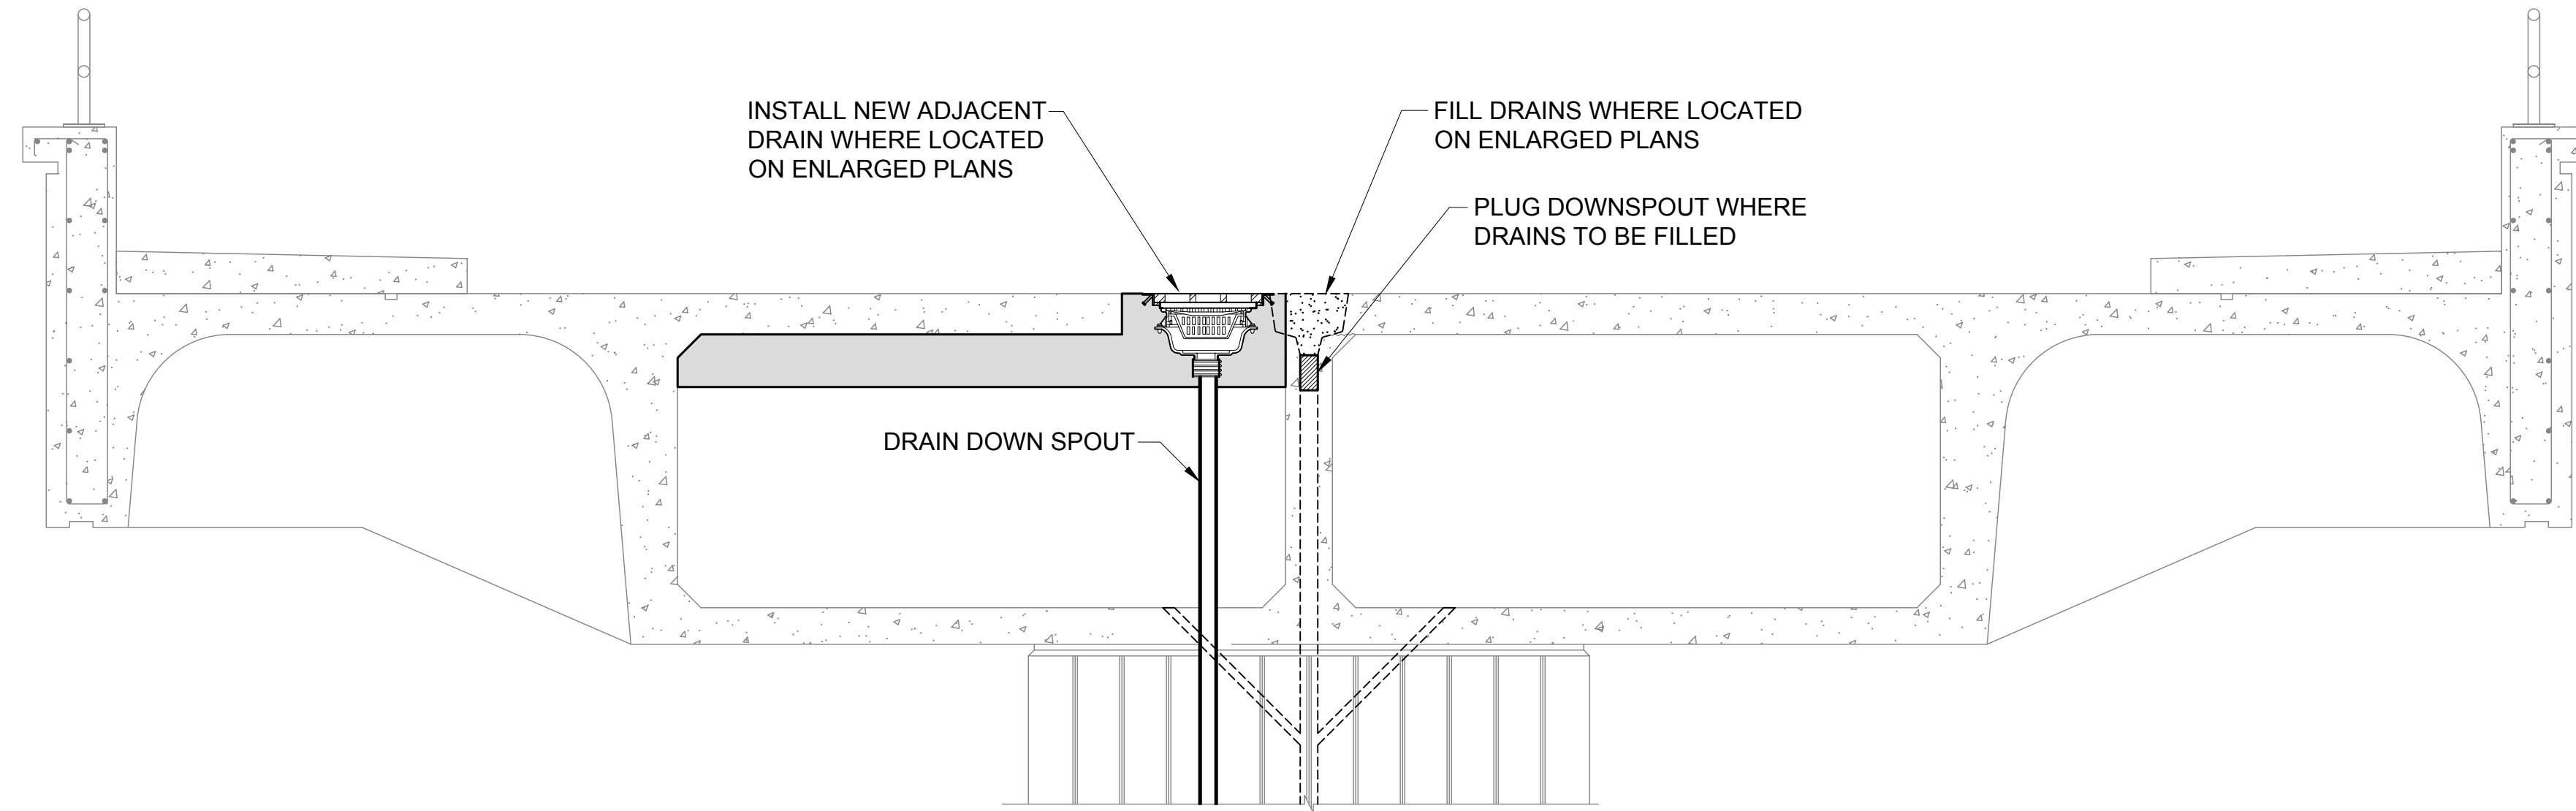 INSTALL NEW ADJACENT
DRAIN WHERE LOCATED
ON ENLARGED PLANS
FILL DRAINS WHERE LOCATED
ON ENLARGED PLANS
PLUG DOWNSPOUT WHERE
DRAINS TO BE FILLED
DRAIN DOWN SPOUT